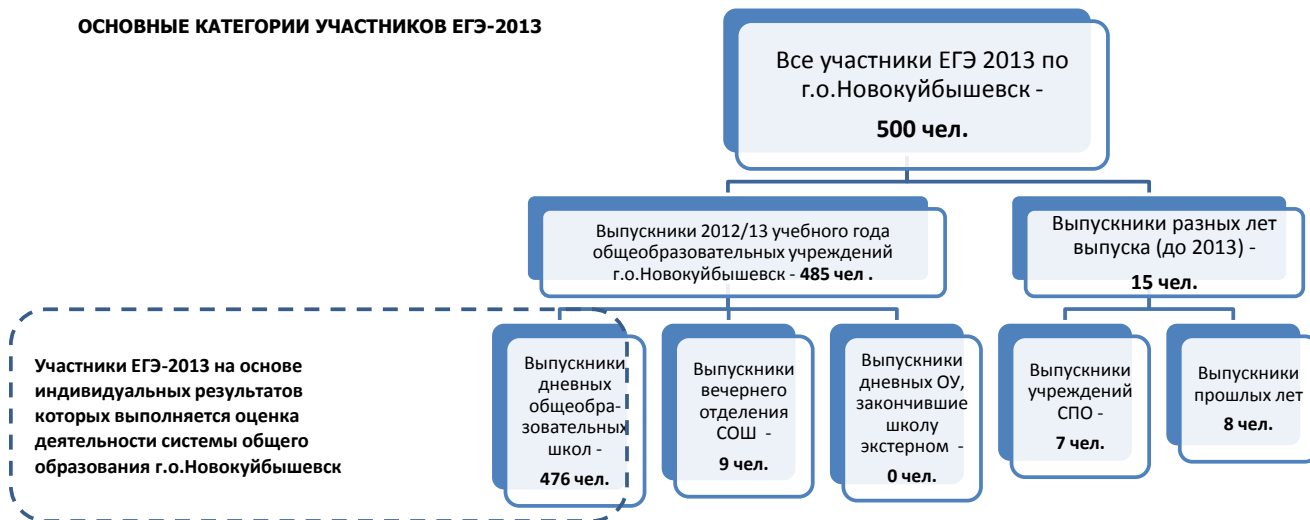 ОСНОВНЫЕ КАТЕГОРИИ УЧАСТНИКОВ ЕГЭ-2013
Все участники ЕГЭ 2013 по
г.о.Новокуйбышевск -
500 чел.
Выпускники 2012/13 учебного года
общеобразовательных учреждений
г.о.Новокуйбышевск - 485 чел .
Выпускники разных лет
выпуска (до 2013) -
15 чел.
Участники ЕГЭ-2013 на основе
индивидуальных результатов
которых выполняется оценка
деятельности системы общего
образования г.о.Новокуйбышевск
Выпускники
дневных
общеобра-
зовательных
школ -
476 чел.
Выпускники
вечернего
отделения
СОШ -
9 чел.
Выпускники
дневных ОУ,
закончившие
школу
экстерном -
0 чел.
Выпускники
учреждений
СПО -
7 чел.
Выпускники
прошлых лет
8 чел.